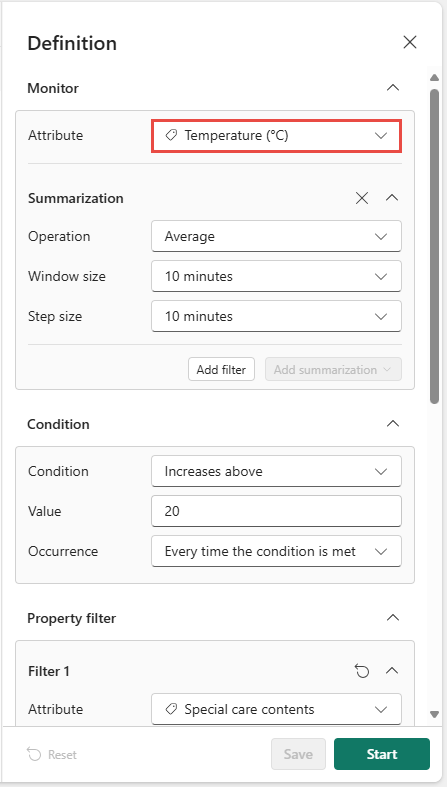 Definition
Monitor
Attribute Temperature (°C)
Summarization
Operation Average
Window size 10 minutes
Step size 10 minutes
Add filter Add summarization
Condition
Condition Increases above
Value 20
Occurrence Every time the condition is met
Property filter
Filter 1
Attribute Special care contents
Reset Save Start